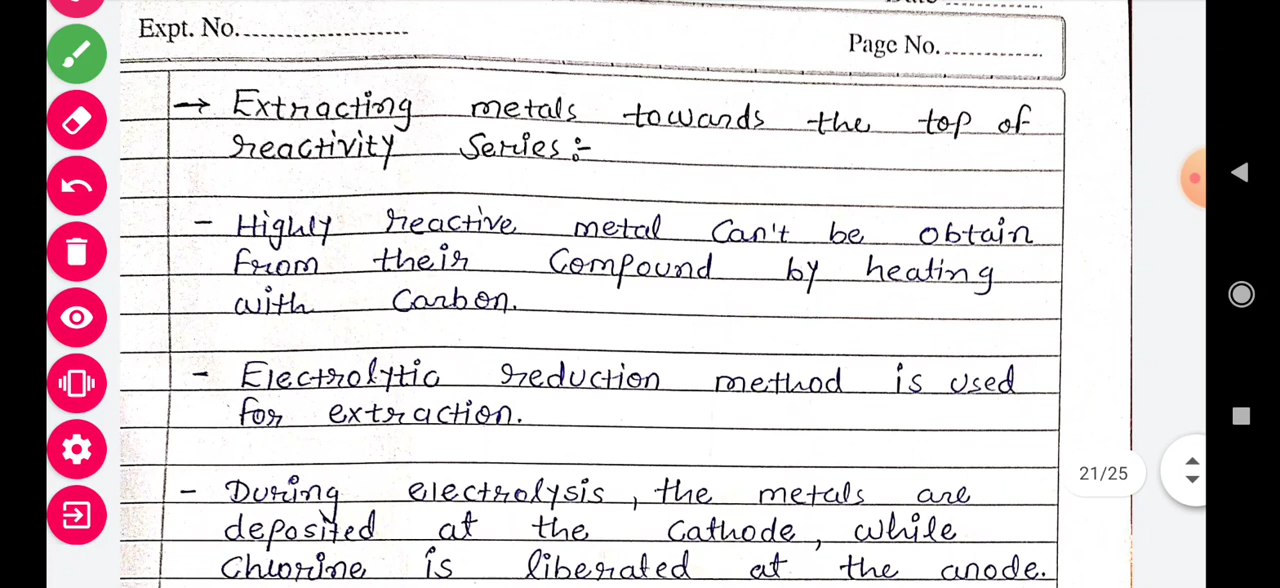 Expt. No.
Page No.
→ Extracting metals towards the top of
reactivity Series :-
- Highly reactive metal Can't be obtain
from their Compound by heating
with Carbon.
- Electrolytic reduction method is used
for extraction.
- During electrolysis, the metals are
deposited at the Cathode, while
Chlorine is liberated at the anode.
21/25